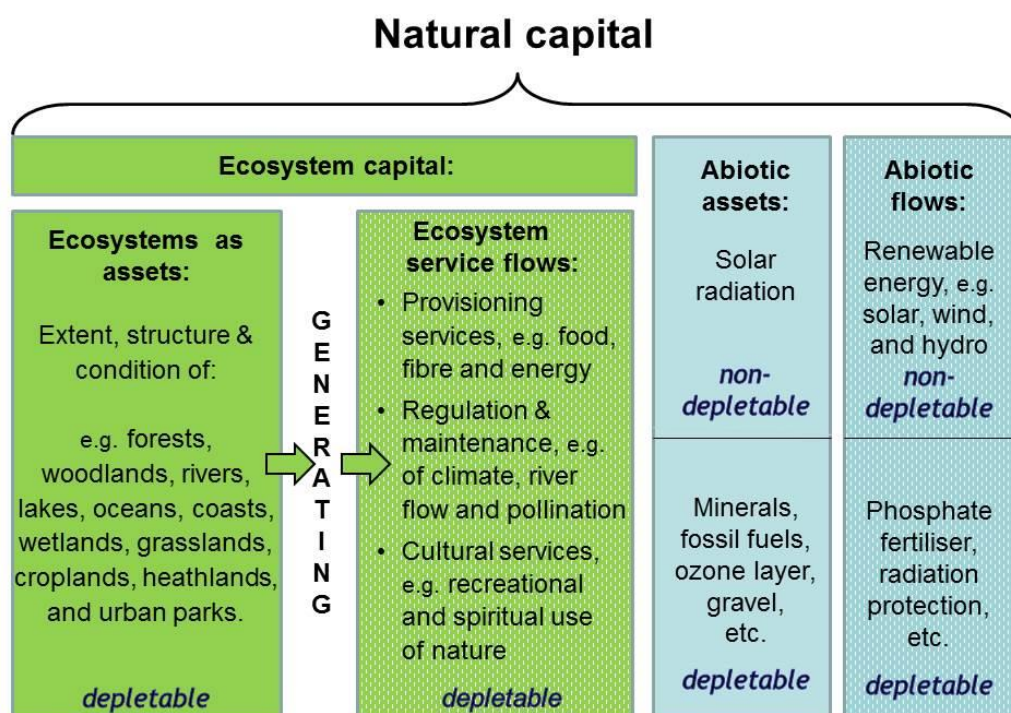 Natural capital
Ecosystem capital:
Ecosystems as
assets:
Extent, structure &
condition of:
e.g. forests,
woodlands, rivers,
lakes, oceans, coasts,
wetlands, grasslands,
croplands, heathlands,
and urban parks.
depletable
GENERATING
Ecosystem
service flows:
• Provisioning
services, e.g. food,
fibre and energy
• Regulation &
maintenance, e.g.
of climate, river
flow and pollination
• Cultural services,
e.g. recreational
and spiritual use
of nature
depletable
Abiotic
assets:
Solar
radiation
non-
depletable
Minerals,
fossil fuels,
ozone layer,
gravel,
etc.
depletable
Abiotic
flows:
Renewable
energy, e.g.
solar, wind,
and hydro
non-
depletable
Phosphate
fertiliser,
radiation
protection,
etc.
depletable